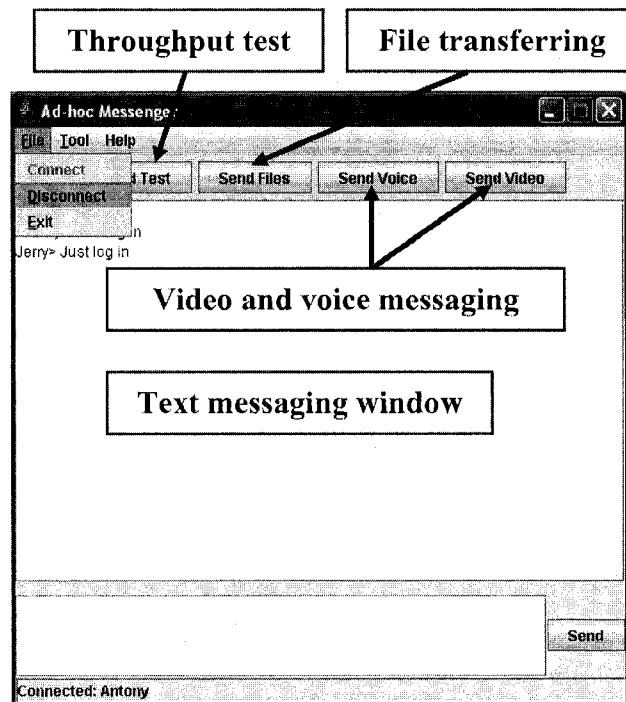 Throughput test
File transferring
Ad-hoc Messenger
File Tool Help
Connect
Disconnect
Exit
Test
Send Files
Send Voice
Send Video
in
Jerry> Just log in
Video and voice messaging
Text messaging window
Send
Connected: Antony